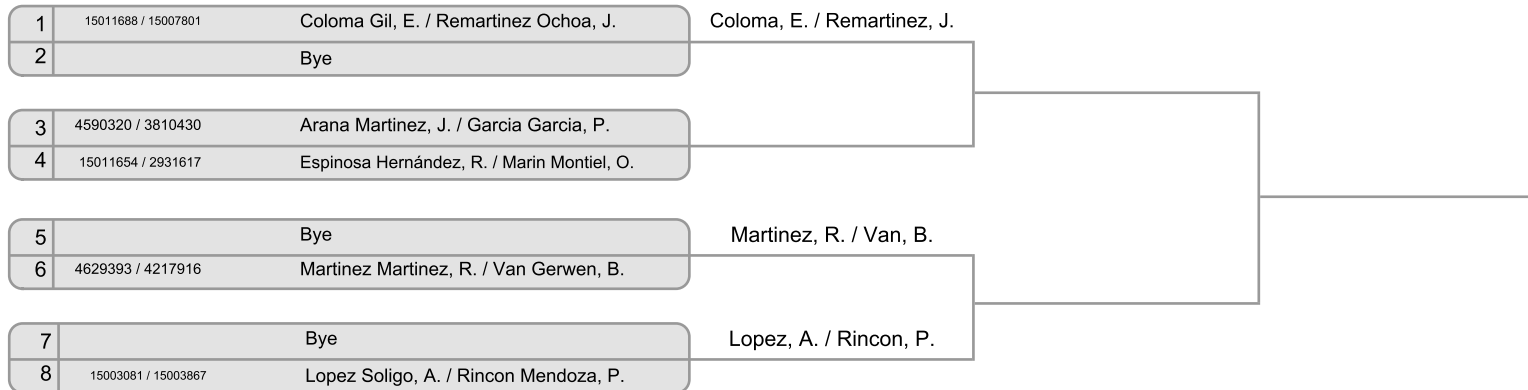 1 15011688 / 15007801 Coloma Gil, E. / Remartinez Ochoa, J. Coloma, E. / Remartinez, J.
2 Bye
3 4590320 / 3810430 Arana Martinez, J. / Garcia Garcia, P.
4 15011654 / 2931617 Espinosa Hernández, R. / Marin Montiel, O.
5 Bye Martinez, R. / Van, B.
6 4629393 / 4217916 Martinez Martinez, R. / Van Gerwen, B.
7 Bye Lopez, A. / Rincon, P.
8 15003081 / 15003867 Lopez Soligo, A. / Rincon Mendoza, P.